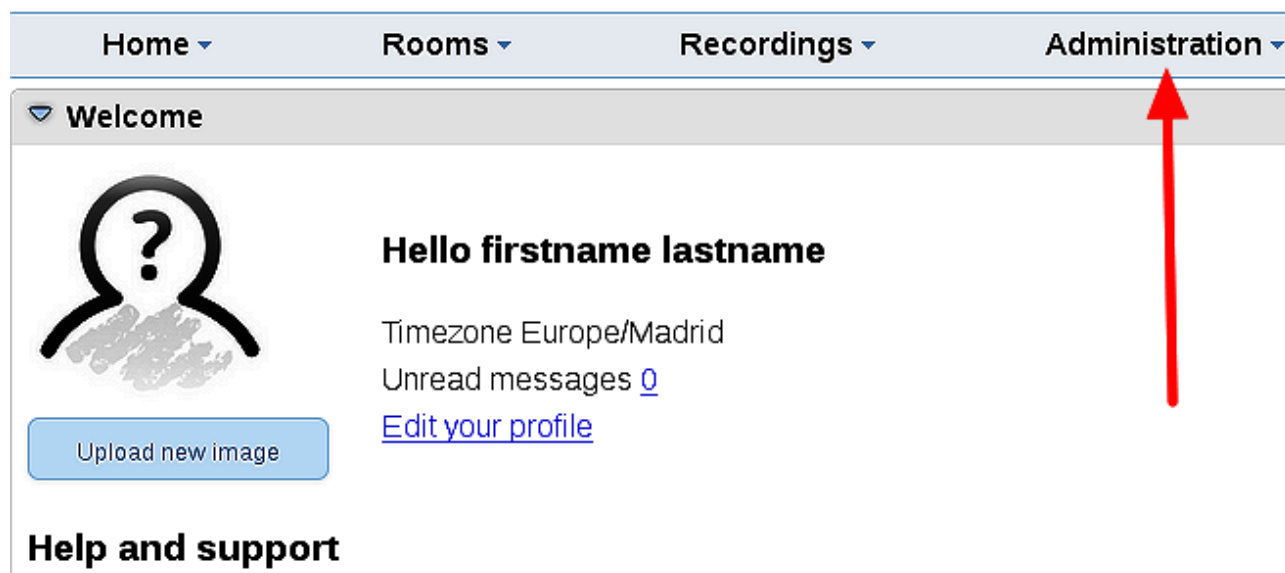 Home Rooms Recordings Administration
Welcome
?
Hello firstname lastname
Timezone Europe/Madrid
Unread messages 0
Edit your profile
Upload new image
Help and support